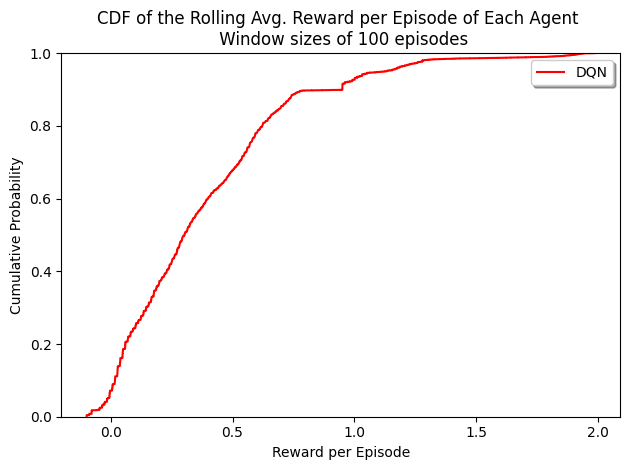 CDF of the Rolling Avg. Reward per Episode of Each Agent
Window sizes of 100 episodes
DQN
Cumulative Probability
1.0
0.8
0.6
0.4
0.2
0.0
0.0 0.5 1.0 1.5 2.0
Reward per Episode